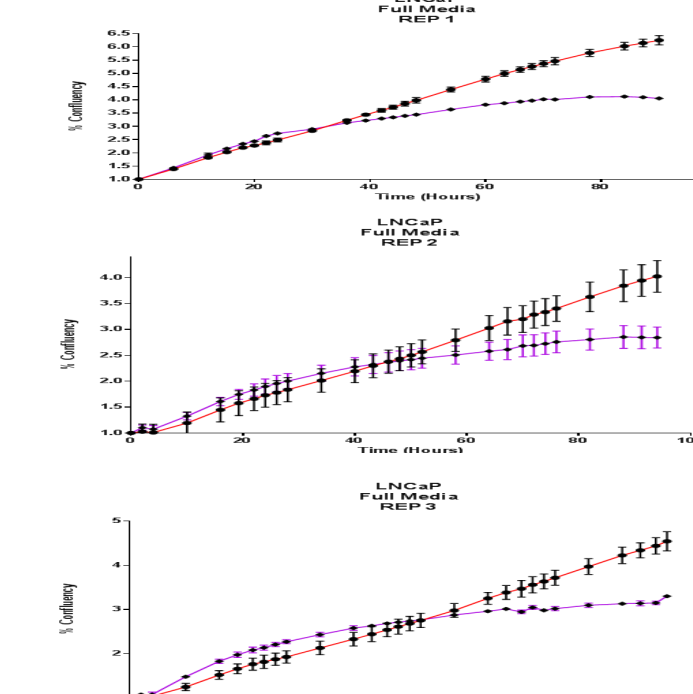 LNCaP
Full Media
REP 1
% Confluency
6.5
6.0
5.5
5.0
4.5
4.0
3.5
3.0
2.5
2.0
1.5
1.0
0
20
40
60
80
Time (Hours)
LNCaP
Full Media
REP 2
% Confluency
4.0
3.5
3.0
2.5
2.0
1.5
1.0
0
20
40
60
80
10
Time (Hours)
LNCaP
Full Media
REP 3
% Confluency
5
4
3
2